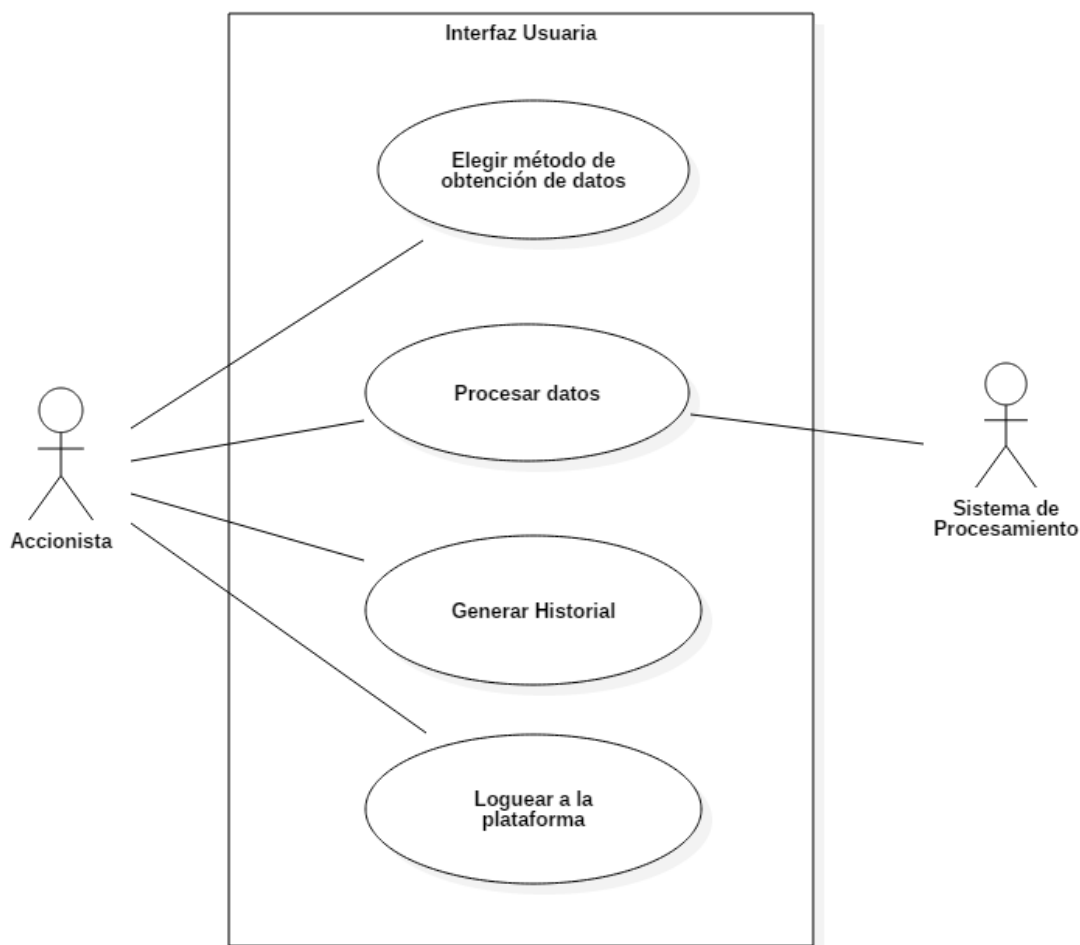 Interfaz Usuaria
Elegir método de
obtención de datos
Procesar datos
Accionista
Sistema de
Procesamiento
Generar Historial
Loguear a la
plataforma